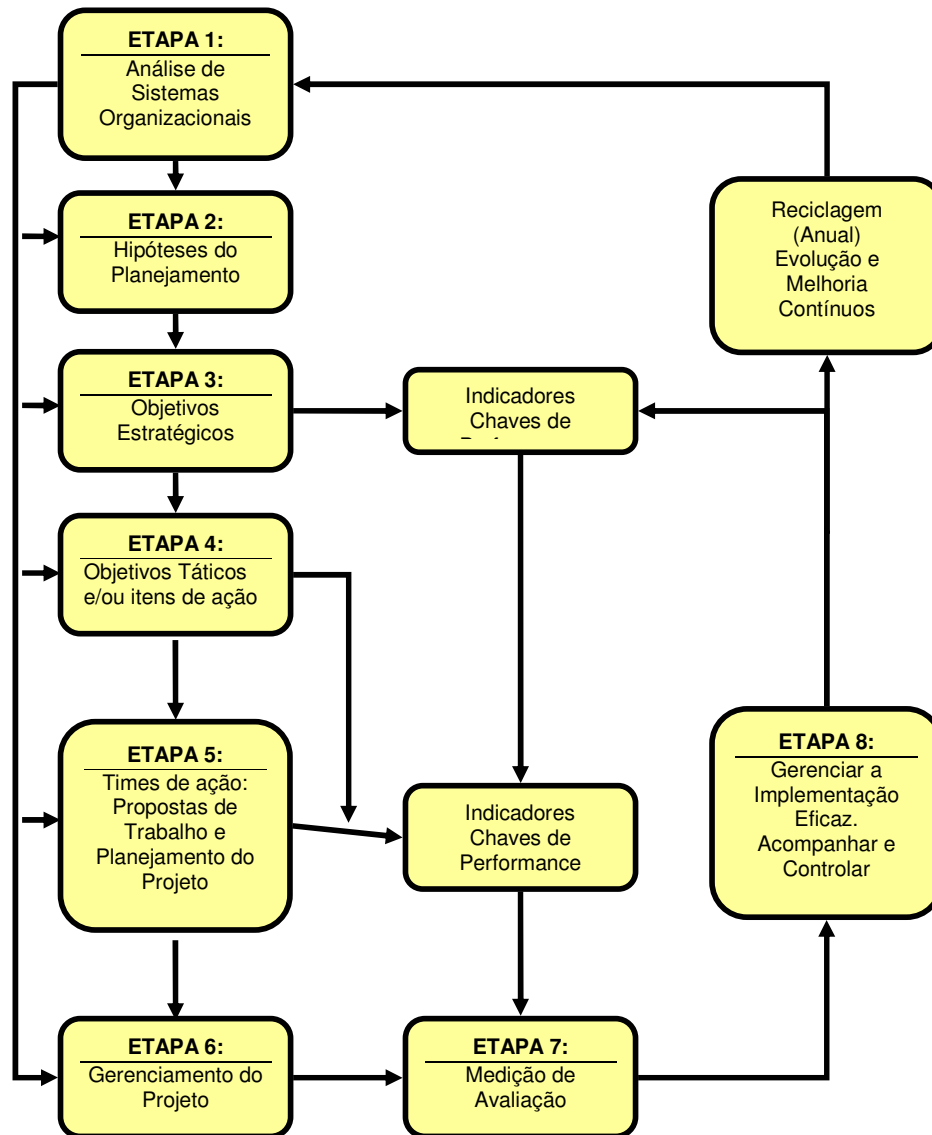 ETAPA 1:
Análise de
Sistemas
Organizacionais
ETAPA 2:
Hipóteses do
Planejamento
Reciclagem
(Anual)
Evolução e
Melhoria
Contínuos
ETAPA 3:
Objetivos
Estratégicos
Indicadores
Chaves de
ETAPA 4:
Objetivos Táticos
e/ou itens de ação
ETAPA 5:
Times de ação:
Propostas de
Trabalho e
Planejamento do
Projeto
Indicadores
Chaves de
Performance
ETAPA 8:
Gerenciar a
Implementação
Eficaz.
Acompanhar e
Controlar
ETAPA 6:
Gerenciamento do
Projeto
ETAPA 7:
Medição de
Avaliação